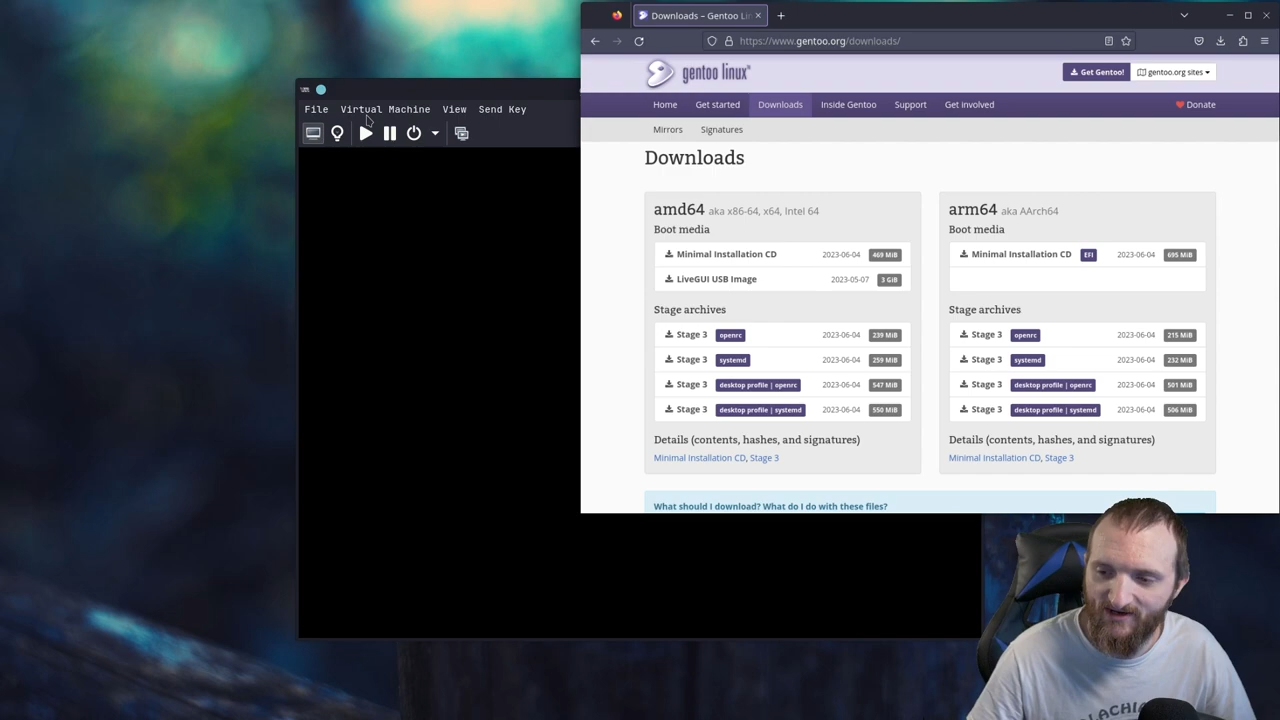 Downloads – Gentoo Li
https://www.gentoo.org/downloads/
gentoo linux
Get Gentoo!
gentoo.org sites
Home
Get started
Downloads
Inside Gentoo
Support
Get involved
Donate
Mirrors
Signatures
Downloads
amd64 aka x86-64, x64, Intel 64
Boot media
Minimal Installation CD 2023-06-04 469 MiB
LiveGUI USB Image 2023-05-07 3 GiB
Stage archives
Stage 3 openrc 2023-06-04 239 MiB
Stage 3 systemd 2023-06-04 259 MiB
Stage 3 desktop profile | openrc 2023-06-04 547 MiB
Stage 3 desktop profile | systemd 2023-06-04 550 MiB
Details (contents, hashes, and signatures)
Minimal Installation CD, Stage 3
arm64 aka AArch64
Boot media
Minimal Installation CD EFI 2023-06-04 695 MiB
Stage archives
Stage 3 openrc 2023-06-04 215 MiB
Stage 3 systemd 2023-06-04 232 MiB
Stage 3 desktop profile | openrc 2023-06-04 501 MiB
Stage 3 desktop profile | systemd 2023-06-04 506 MiB
Details (contents, hashes, and signatures)
Minimal Installation CD, Stage 3
What should I download? What do I do with these files?
File Virtual Machine View Send Key